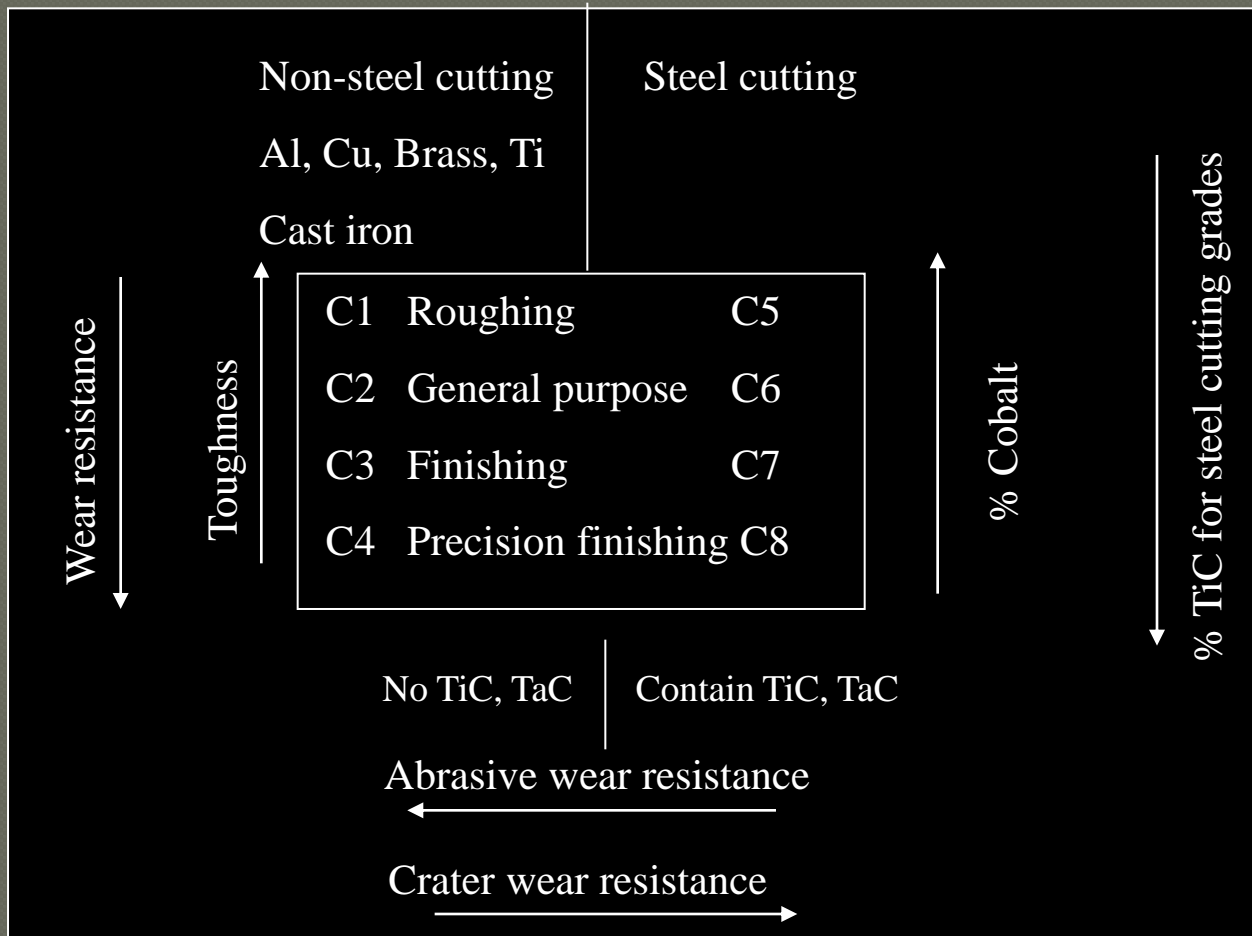 Non-steel cutting
Steel cutting
Al, Cu, Brass, Ti
Cast iron
C1 Roughing C5
C2 General purpose C6
C3 Finishing C7
C4 Precision finishing C8
Wear resistance
Toughness
% Cobalt
% TiC for steel cutting grades
No TiC, TaC
Contain TiC, TaC
Abrasive wear resistance
Crater wear resistance